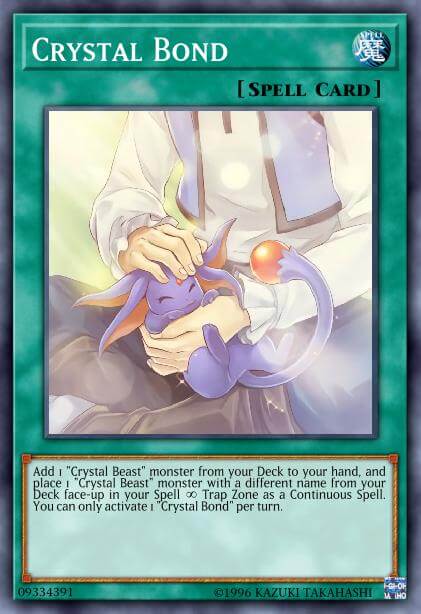 Crystal Bond
SPELL
魔
[Spell Card]
Add 1 "Crystal Beast" monster from your Deck to your hand, and
place 1 "Crystal Beast" monster with a different name from your
Deck face-up in your Spell ∞ Trap Zone as a Continuous Spell.
You can only activate 1 "Crystal Bond" per turn.
09334391
©1996 KAZUKI TAKAHASHI